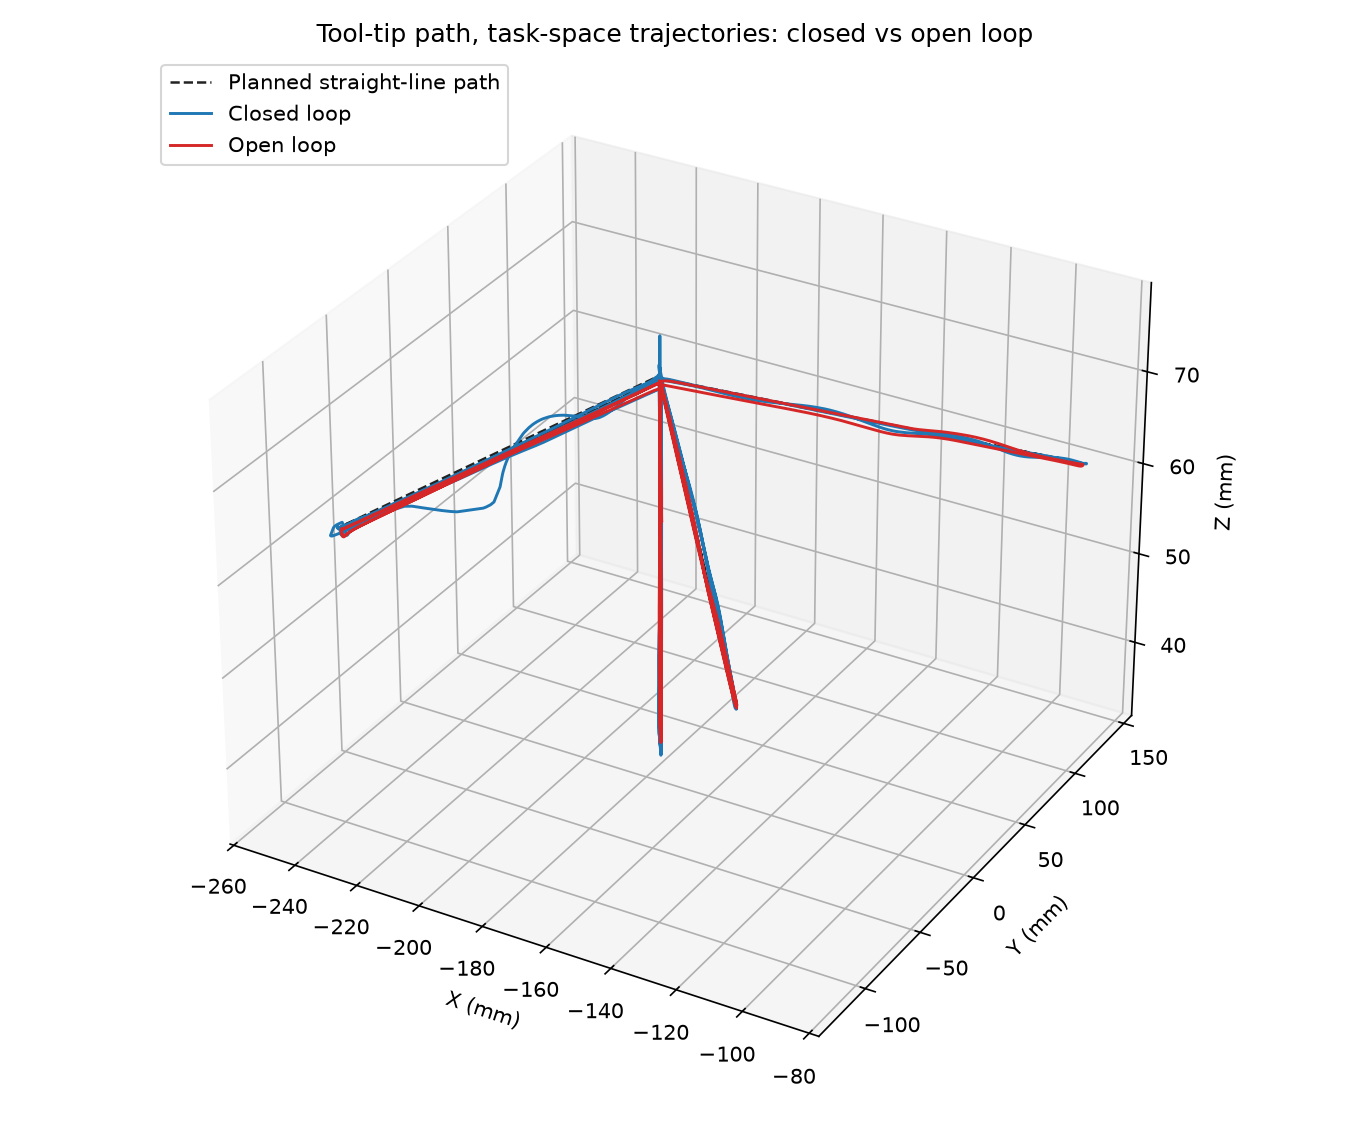 Tool-tip path, task-space trajectories: closed vs open loop
Planned straight-line path
Closed loop
Open loop
70
60
50
40
Z (mm)
150
100
50
0
−50
−100
Y (mm)
−260
−240
−220
−200
−180
−160
−140
−120
−100
−80
X (mm)